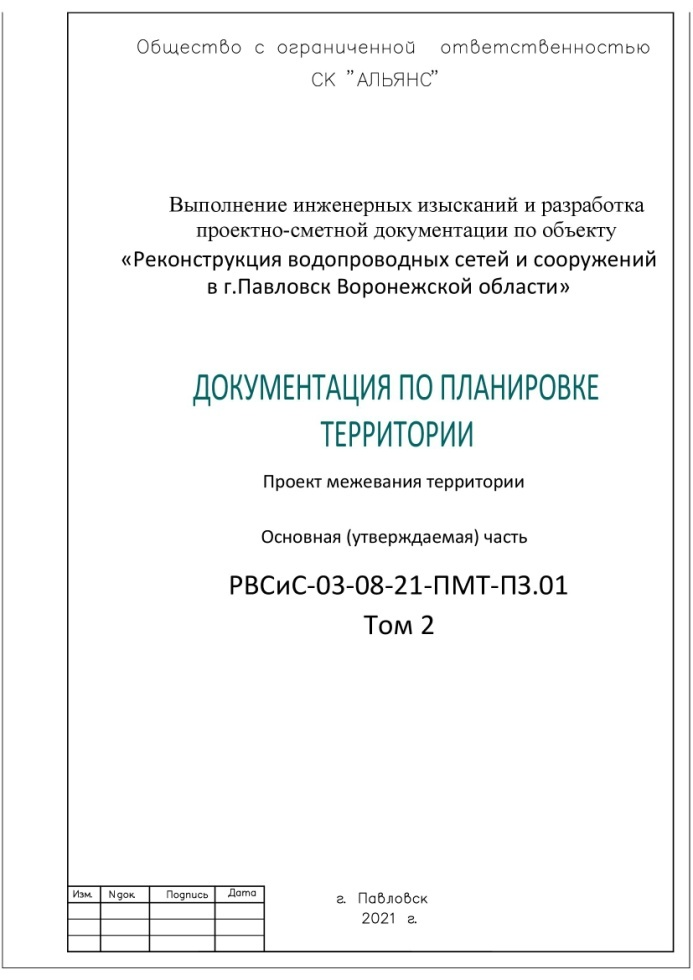 Общество с ограниченной ответственностью
СК "АЛЬЯНС"
Выполнение инженерных изысканий и разработка
проектно-сметной документации по объекту
«Реконструкция водопроводных сетей и сооружений
в г.Павловск Воронежской области»
ДОКУМЕНТАЦИЯ ПО ПЛАНИРОВКЕ
ТЕРРИТОРИИ
Проект межевания территории
Основная (утверждаемая) часть
РВСиС-03-08-21-ПМТ-ПЗ.01
Том 2
Изм. Nдок. Подпись Дата
г. Павловск
2021 г.